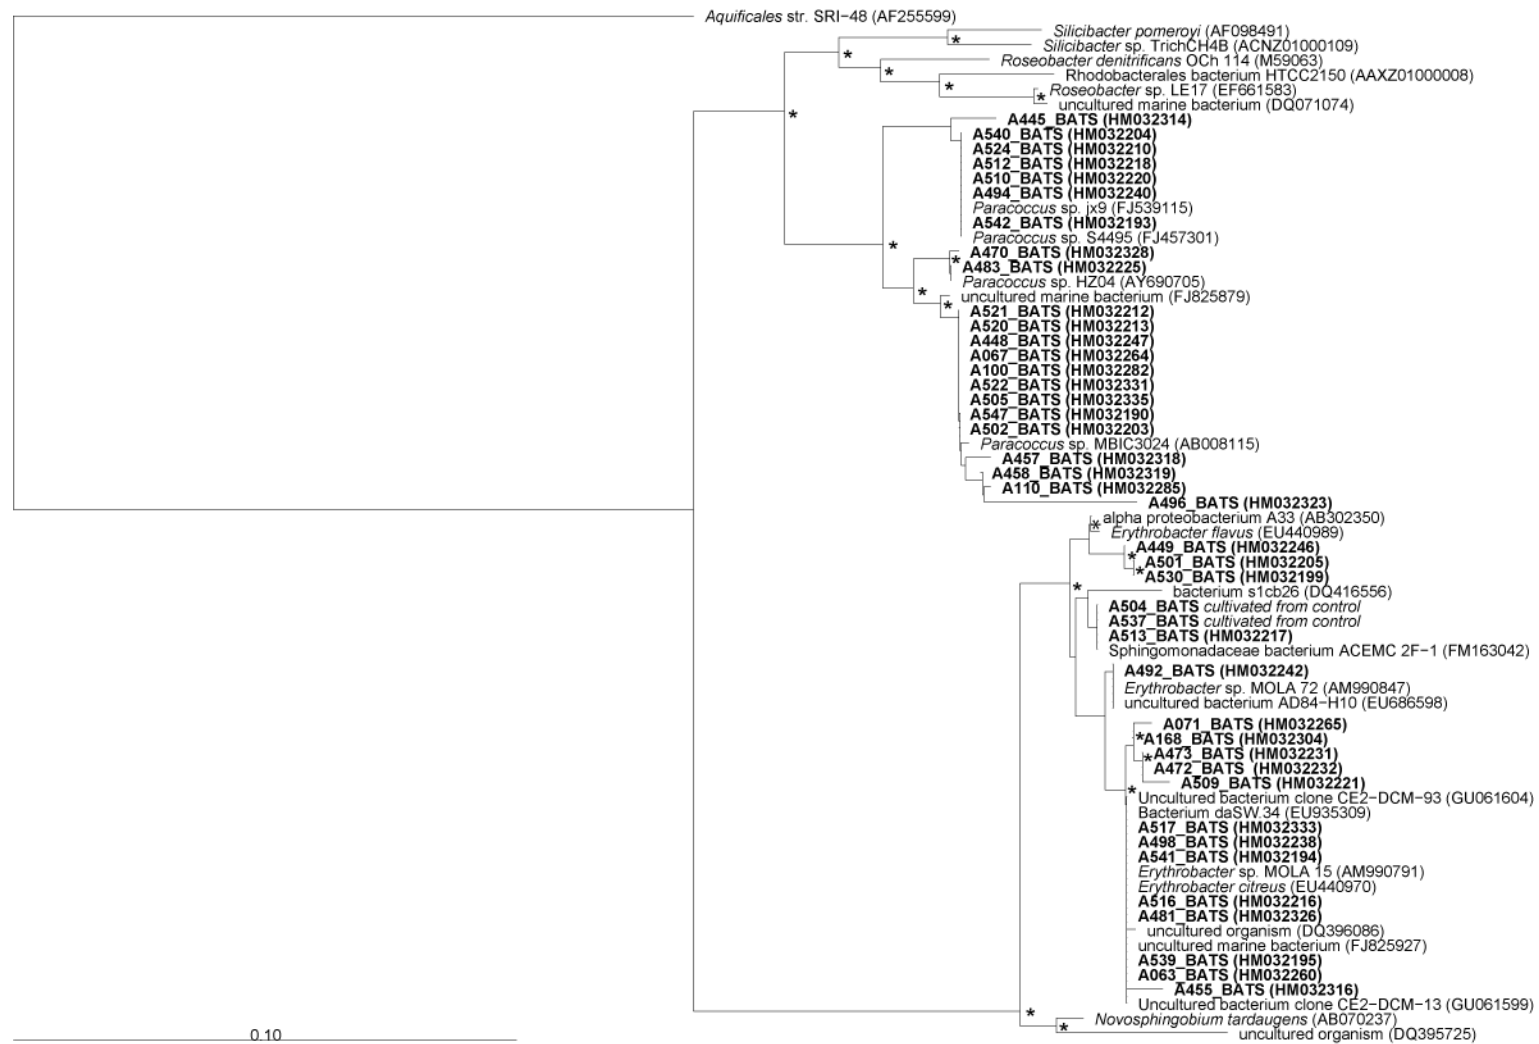 Aquificales str. SRI−48 (AF255599)
Silicibacter pomeroyi (AF098491)
*
Silicibacter sp. TrichCH4B (ACNZ01000109)
*
Roseobacter denitrificans OCh 114 (M59063)
*
Rhodobacterales bacterium HTCC2150 (AAXZ01000008)
*
Roseobacter sp. LE17 (EF661583)
*
uncultured marine bacterium (DQ071074)
*
A445_BATS (HM032314)
A540_BATS (HM032204)
A524_BATS (HM032210)
A512_BATS (HM032218)
A510_BATS (HM032220)
A494_BATS (HM032240)
Paracoccus sp. jx9 (FJ539115)
A542_BATS (HM032193)
Paracoccus sp. S4495 (FJ457301)
*
A470_BATS (HM032328)
*
A483_BATS (HM032225)
Paracoccus sp. HZ04 (AY690705)
*
uncultured marine bacterium (FJ825879)
*
A521_BATS (HM032212)
A520_BATS (HM032213)
A448_BATS (HM032247)
A067_BATS (HM032264)
A100_BATS (HM032282)
A522_BATS (HM032331)
A505_BATS (HM032335)
A547_BATS (HM032190)
A502_BATS (HM032203)
Paracoccus sp. MBIC3024 (AB008115)
A457_BATS (HM032318)
A458_BATS (HM032319)
A110_BATS (HM032285)
A496_BATS (HM032323)
alpha proteobacterium A33 (AB302350)
*
Erythrobacter flavus (EU440989)
A449_BATS (HM032246)
*
A501_BATS (HM032205)
*
A530_BATS (HM032199)
*
bacterium s1cb26 (DQ416556)
A504_BATS cultivated from control
A537_BATS cultivated from control
A513_BATS (HM032217)
Sphingomonadaceae bacterium ACEMC 2F−1 (FM163042)
A492_BATS (HM032242)
Erythrobacter sp. MOLA 72 (AM990847)
uncultured bacterium AD84−H10 (EU686598)
A071_BATS (HM032265)
*
A168_BATS (HM032304)
A473_BATS (HM032231)
*
A472_BATS (HM032232)
A509_BATS (HM032221)
*
Uncultured bacterium clone CE2−DCM−93 (GU061604)
Bacterium daSW.34 (EU935309)
A517_BATS (HM032333)
A498_BATS (HM032238)
A541_BATS (HM032194)
Erythrobacter sp. MOLA 15 (AM990791)
Erythrobacter citreus (EU440970)
A516_BATS (HM032216)
A481_BATS (HM032326)
uncultured organism (DQ396086)
uncultured marine bacterium (FJ825927)
A539_BATS (HM032195)
A063_BATS (HM032260)
A455_BATS (HM032316)
Uncultured bacterium clone CE2−DCM−13 (GU061599)
*
Novosphingobium tardaugens (AB070237)
*
uncultured organism (DQ395725)
0.10